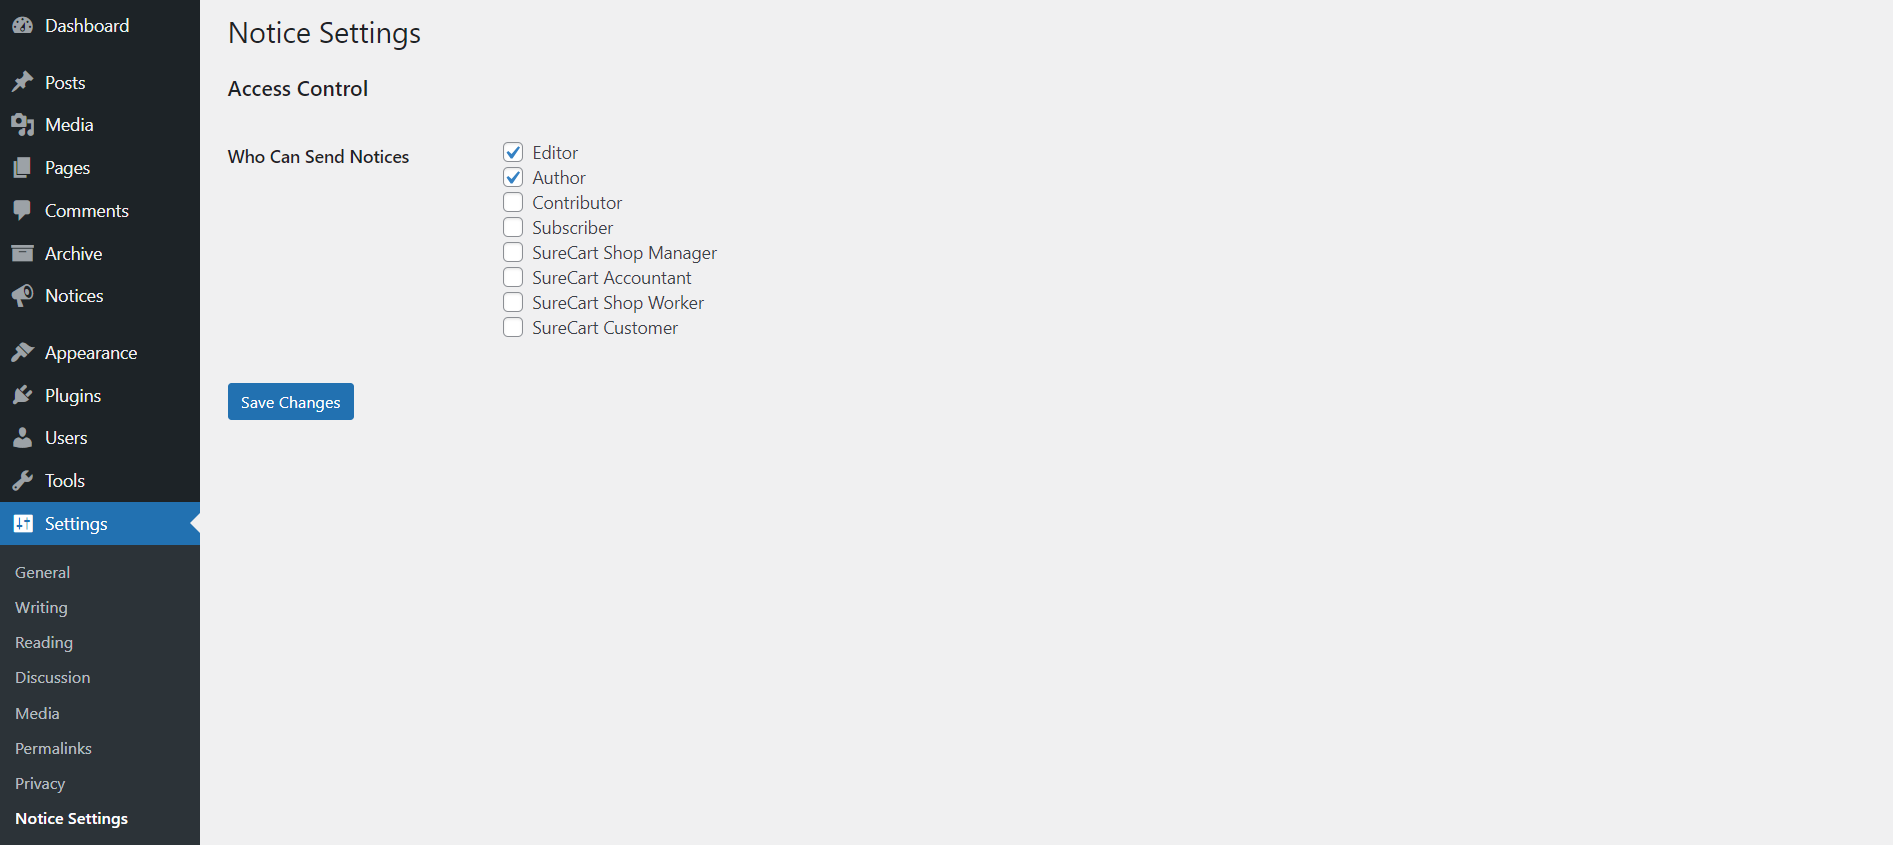 Dashboard
Posts
Media
Pages
Comments
Archive
Notices
Appearance
Plugins
Users
Tools
Settings
General
Writing
Reading
Discussion
Media
Permalinks
Privacy
Notice Settings
Notice Settings
Access Control
Who Can Send Notices
Editor
Author
Contributor
Subscriber
SureCart Shop Manager
SureCart Accountant
SureCart Shop Worker
SureCart Customer
Save Changes